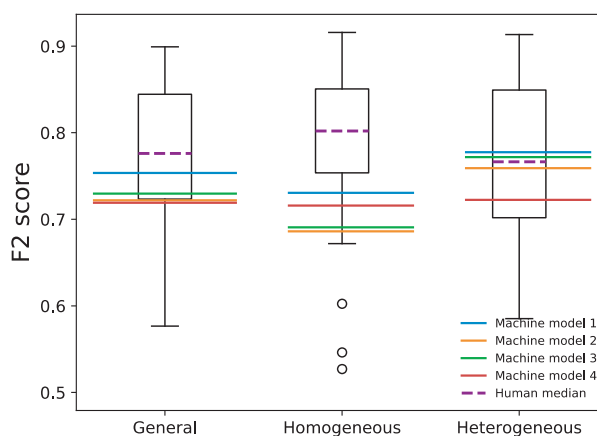 F2 score
0.9
0.8
0.7
0.6
0.5
General
Homogeneous
Heterogeneous
Machine model 1
Machine model 2
Machine model 3
Machine model 4
Human median